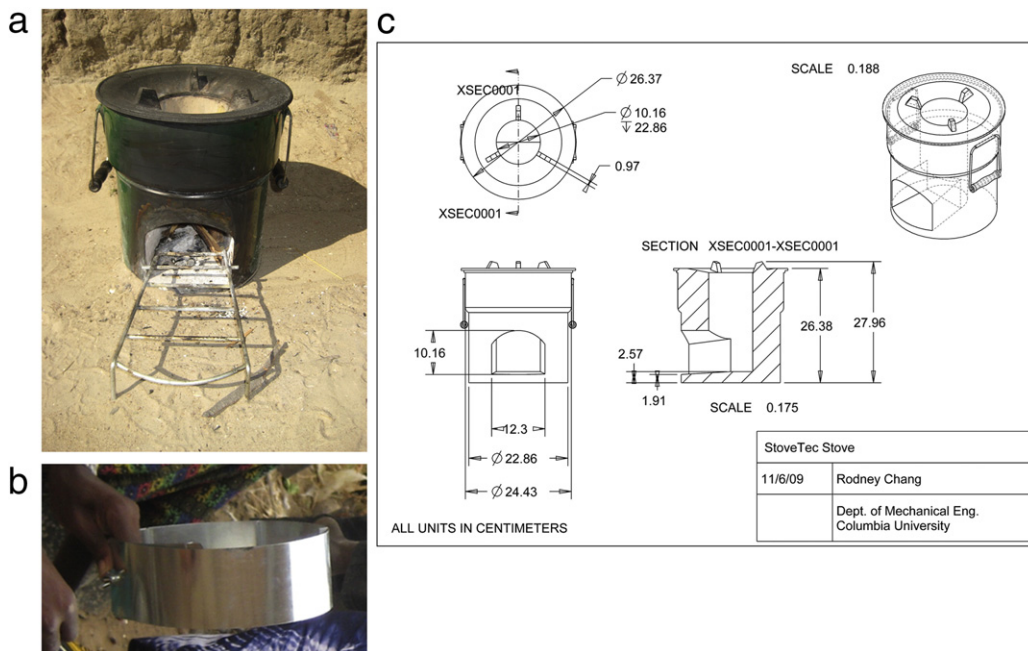 a
b
c
XSEC0001
XSEC0001
Ø 26.37
Ø 10.16
↧ 22.86
0.97
SCALE 0.188
SECTION XSEC0001-XSEC0001
10.16
12.3
Ø 22.86
Ø 24.43
2.57
1.91
26.38
27.96
SCALE 0.175
ALL UNITS IN CENTIMETERS
StoveTec Stove
11/6/09 Rodney Chang
Dept. of Mechanical Eng.
Columbia University